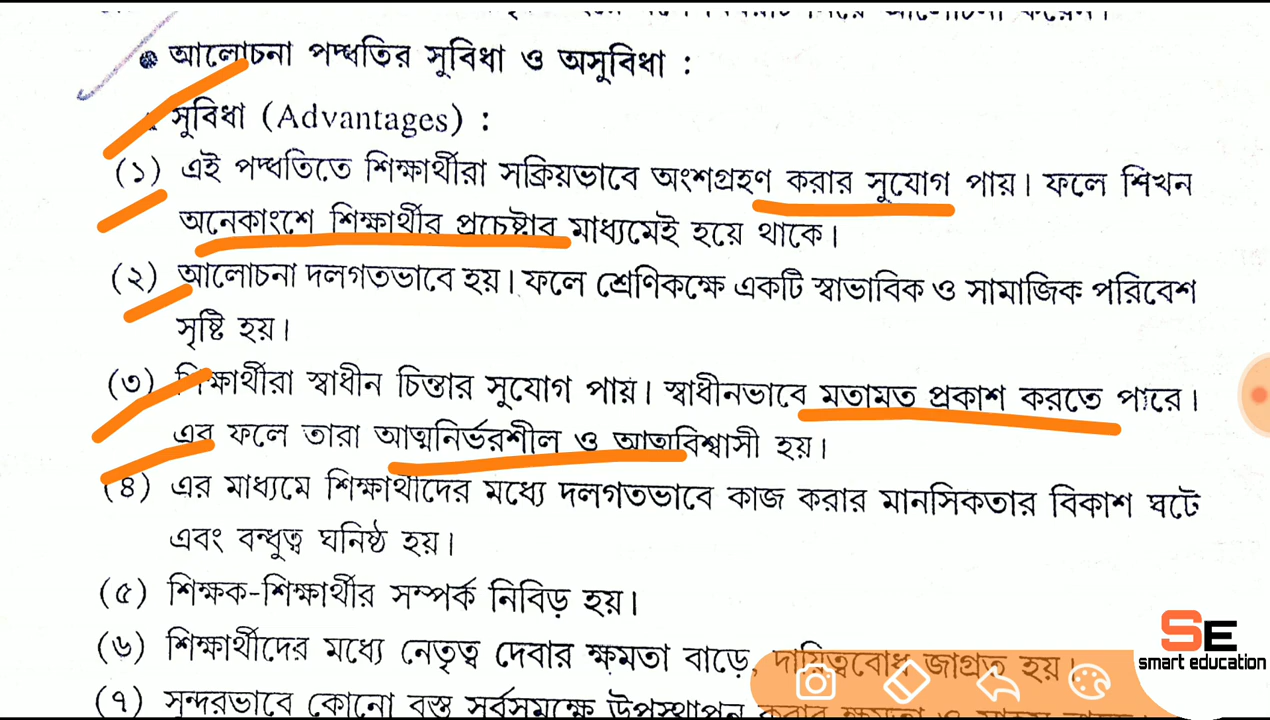 আলোচনা পদ্ধতির সুবিধা ও অসুবিধা :
সুবিধা (Advantages) :
(১) এই পদ্ধতিতে শিক্ষার্থীরা সক্রিয়ভাবে অংশগ্রহণ করার সুযোগ পায়। ফলে শিখন
অনেকাংশে শিক্ষার্থীর প্রচেষ্টার মাধ্যমেই হয়ে থাকে।
(২) আলোচনা দলগতভাবে হয়। ফলে শ্রেণিকক্ষে একটি স্বাভাবিক ও সামাজিক পরিবেশ
সৃষ্টি হয়।
(৩) শিক্ষার্থীরা স্বাধীন চিন্তার সুযোগ পায়। স্বাধীনভাবে মতামত প্রকাশ করতে পারে।
এর ফলে তারা আত্মনির্ভরশীল ও আত্মবিশ্বাসী হয়।
(৪) এর মাধ্যমে শিক্ষার্থীদের মধ্যে দলগতভাবে কাজ করার মানসিকতার বিকাশ ঘটে
এবং বন্ধুত্ব ঘনিষ্ঠ হয়।
(৫) শিক্ষক-শিক্ষার্থীর সম্পর্ক নিবিড় হয়।
(৬) শিক্ষার্থীদের মধ্যে নেতৃত্ব দেবার ক্ষমতা বাড়ে, দায়িত্ববোধ জাগ্রত হয়।
(৭) সুন্দরভাবে কোনো বস্তু সর্বসমক্ষে উপস্থাপন করার ক্ষমতা ও
SE
smart education